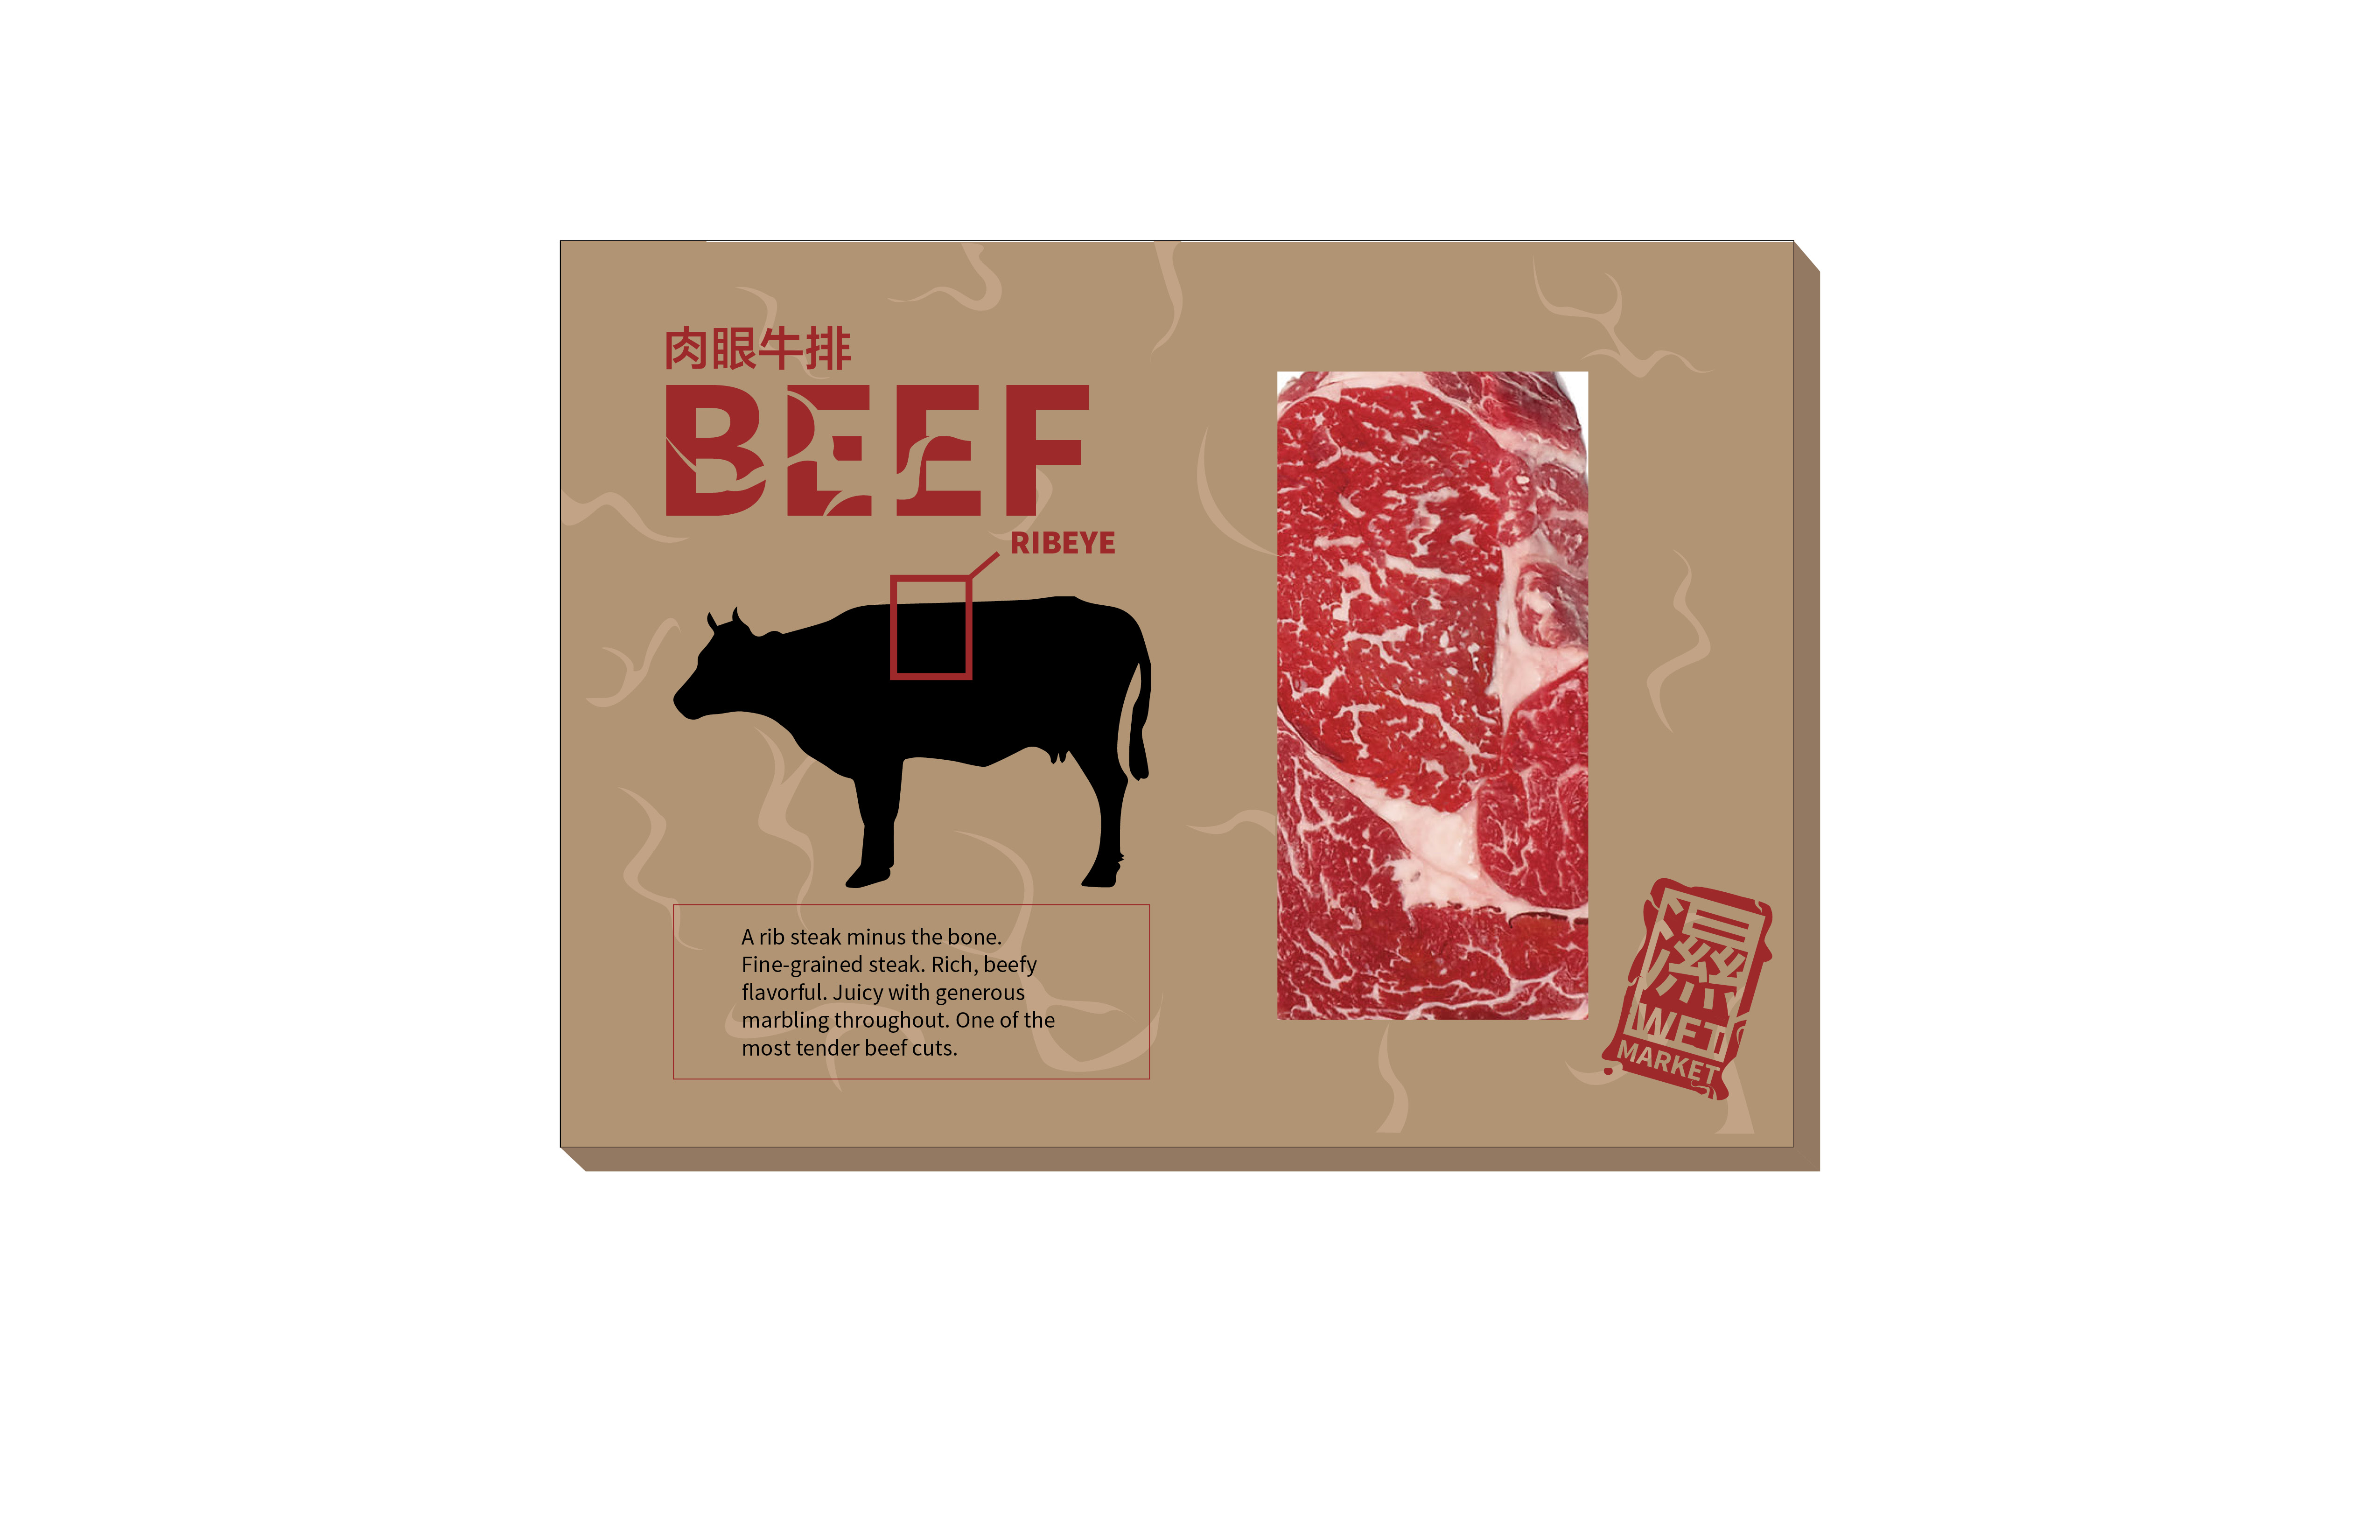 肉眼牛排
BEEF
RIBEYE
A rib steak minus the bone.
Fine-grained steak. Rich, beefy
flavorful. Juicy with generous
marbling throughout. One of the
most tender beef cuts.
濕
WET
MARKET